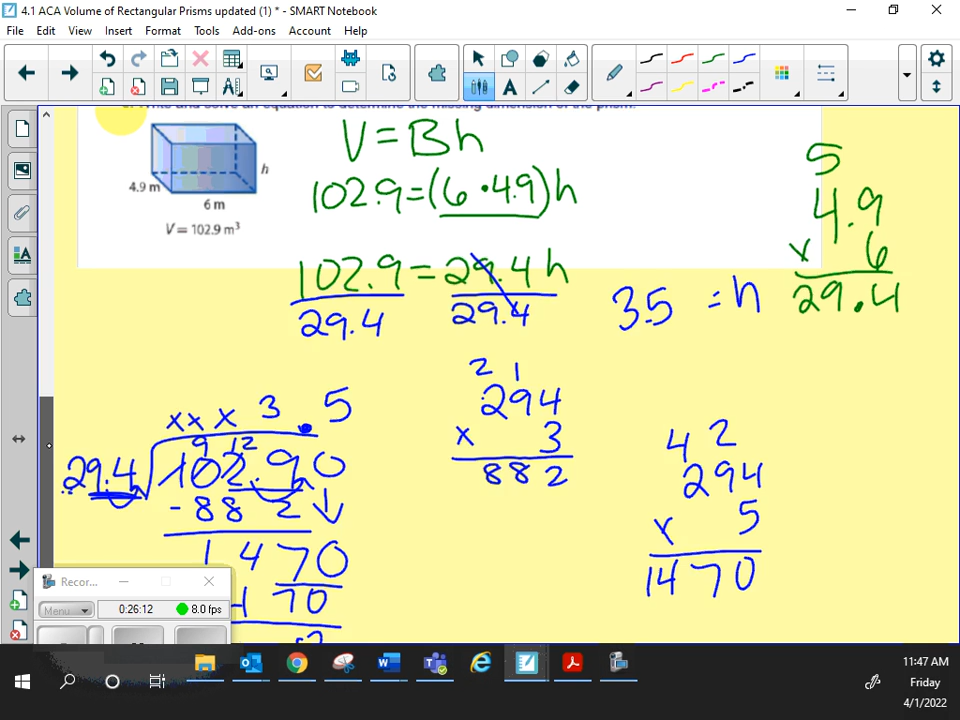 4.1 ACA Volume of Rectangular Prisms updated (1) * - SMART Notebook
File Edit View Insert Format Tools Add-ons Account Help
V = Bh
4.9 m
h
6 m
V = 102.9 m³
102.9 = (6 • 4.9) h
102.9 = 29.4 h
29.4 29.4
3.5 = h
5
4.9
x 6
29.4
x x x 3 . 5
9 12
29.4 102.90
- 88 2
1 470
1 470
2 1
294
x 3
882
4 2
294
x 5
1470
Recor...
Menu
0:26:12
8.0 fps
11:47 AM
Friday
4/1/2022